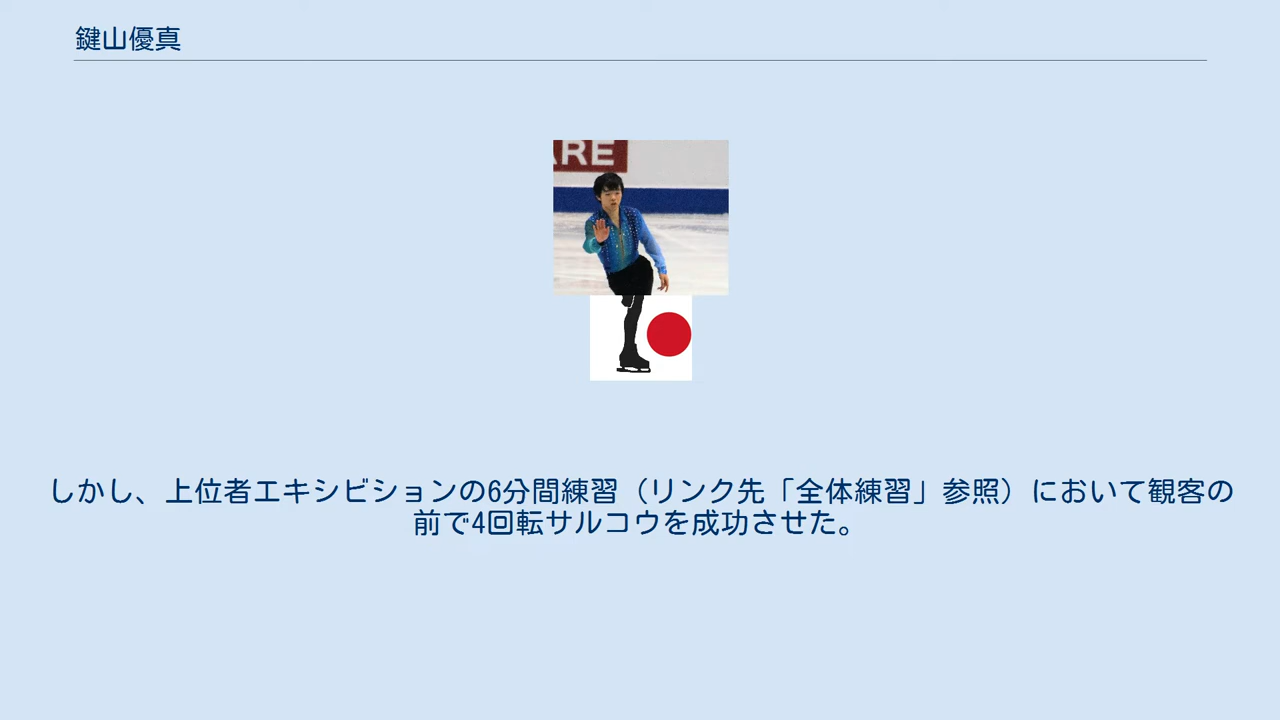 鍵山優真
ARE
しかし、上位者エキシビションの6分間練習（リンク先「全体練習」参照）において観客の
前で4回転サルコウを成功させた。